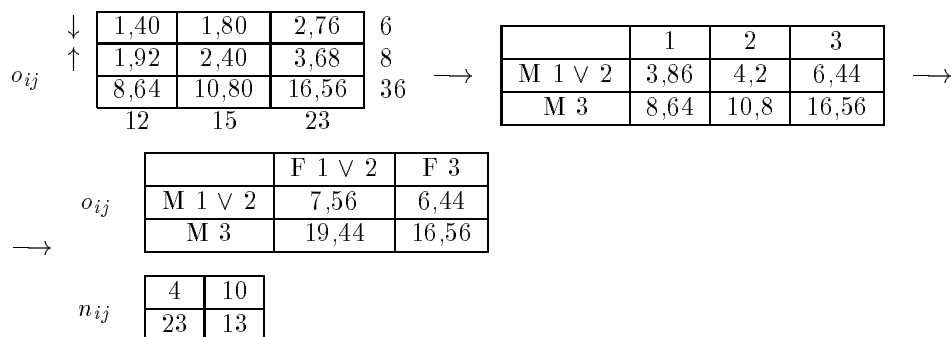 ↓ 1,40 1,80 2,76 6
↑ 1,92 2,40 3,68 8
8,64 10,80 16,56 36
12 15 23
o_ij
⟶
1 2 3
M 1 ∨ 2 3,86 4,2 6,44
M 3 8,64 10,8 16,56
⟶
⟶
o_ij
F 1 ∨ 2 F 3
M 1 ∨ 2 7,56 6,44
M 3 19,44 16,56
n_ij
4 10
23 13